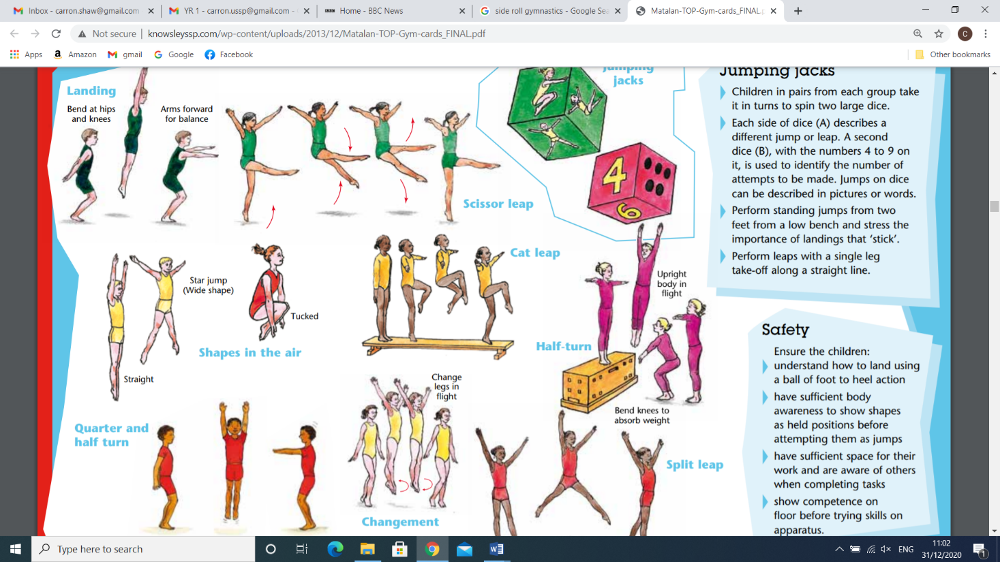 Inbox - carron.shaw@gmail.com
YR 1 - carron.ussp@gmail.com -
BBC Home - BBC News
side roll gymnastics - Google Sea
Matalan-TOP-Gym-cards_FINAL.p
Not secure | knowsleyssp.com/wp-content/uploads/2013/12/Matalan-TOP-Gym-cards_FINAL.pdf
C
Apps
Amazon
gmail
Google
Facebook
Other bookmarks
Landing
Bend at hips
and knees
Arms forward
for balance
Scissor leap
Jumping
jacks
4
6
Jumping jacks
Children in pairs from each group take
it in turns to spin two large dice.
Each side of dice (A) describes a
different jump or leap. A second
dice (B), with the numbers 4 to 9 on
it, is used to identify the number of
attempts to be made. Jumps on dice
can be described in pictures or words.
Perform standing jumps from two
feet from a low bench and stress the
importance of landings that ‘stick’.
Perform leaps with a single leg
take-off along a straight line.
Star jump
(Wide shape)
Tucked
Shapes in the air
Straight
Cat leap
Upright
body in
flight
Half-turn
Bend knees to
absorb weight
Quarter and
half turn
Change
legs in
flight
Changement
Split leap
Safety
Ensure the children:
understand how to land using
a ball of foot to heel action
have sufficient body
awareness to show shapes
as held positions before
attempting them as jumps
have sufficient space for their
work and are aware of others
when completing tasks
show competence on
floor before trying skills on
apparatus.
Type here to search
ENG
11:02
31/12/2020
1